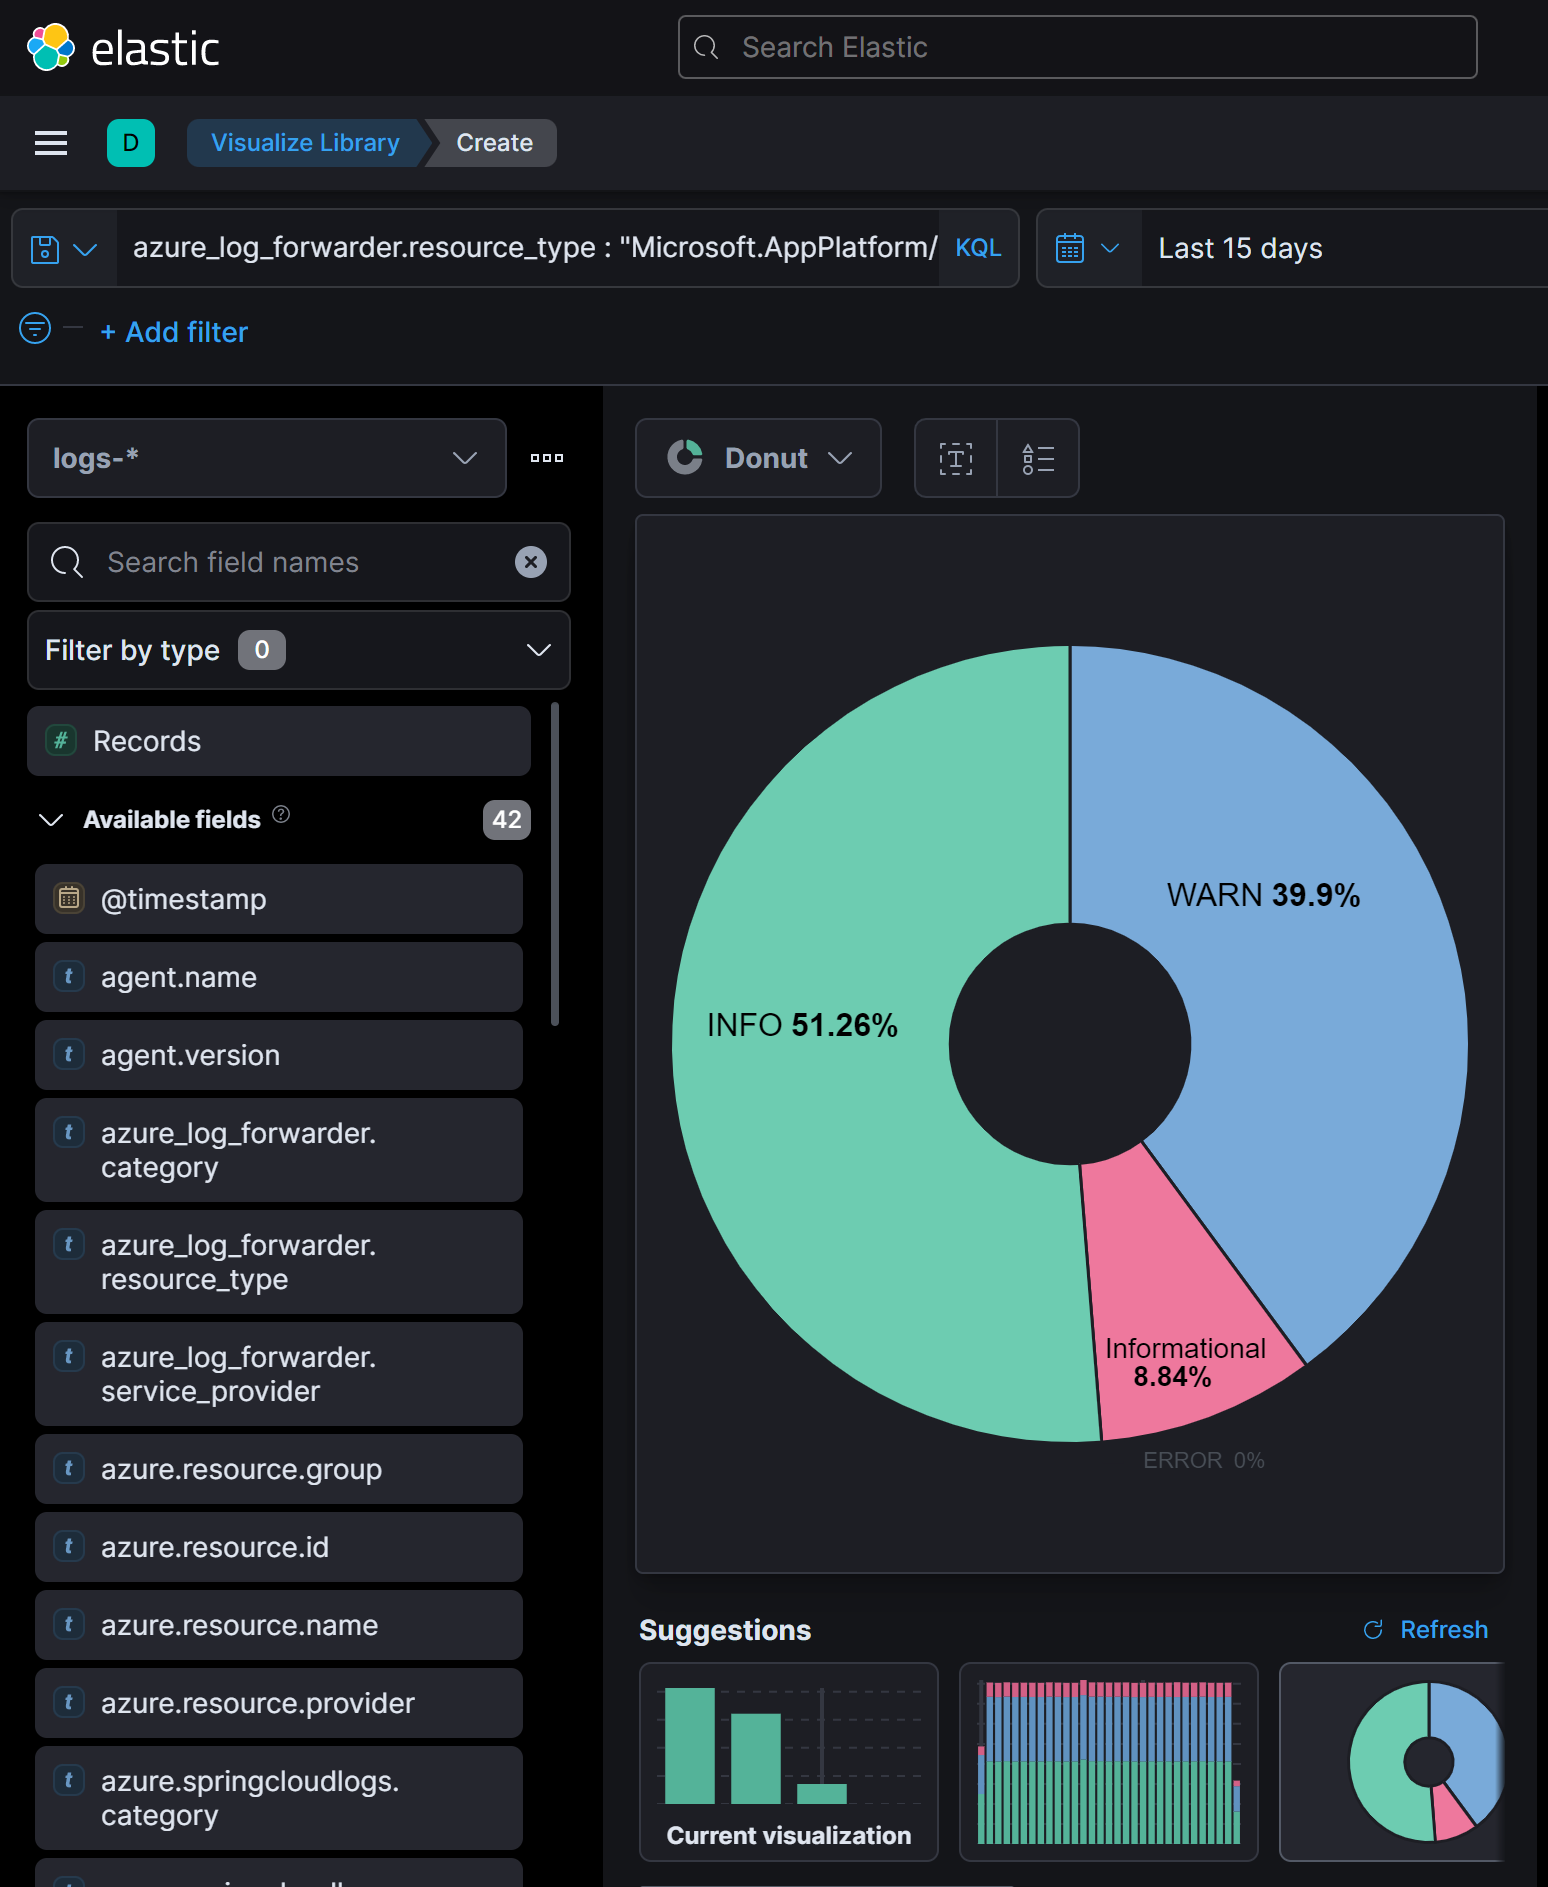 elastic
Search Elastic
D
Visualize Library
Create
azure_log_forwarder.resource_type : "Microsoft.AppPlatform/
KQL
Last 15 days
+ Add filter
logs-*
Donut
Search field names
Filter by type 0
# Records
Available fields
42
@timestamp
t agent.name
t agent.version
t azure_log_forwarder.
category
t azure_log_forwarder.
resource_type
t azure_log_forwarder.
service_provider
t azure.resource.group
t azure.resource.id
t azure.resource.name
t azure.resource.provider
t azure.springcloudlogs.
category
WARN 39.9%
INFO 51.26%
Informational
8.84%
ERROR 0%
Suggestions
Refresh
Current visualization